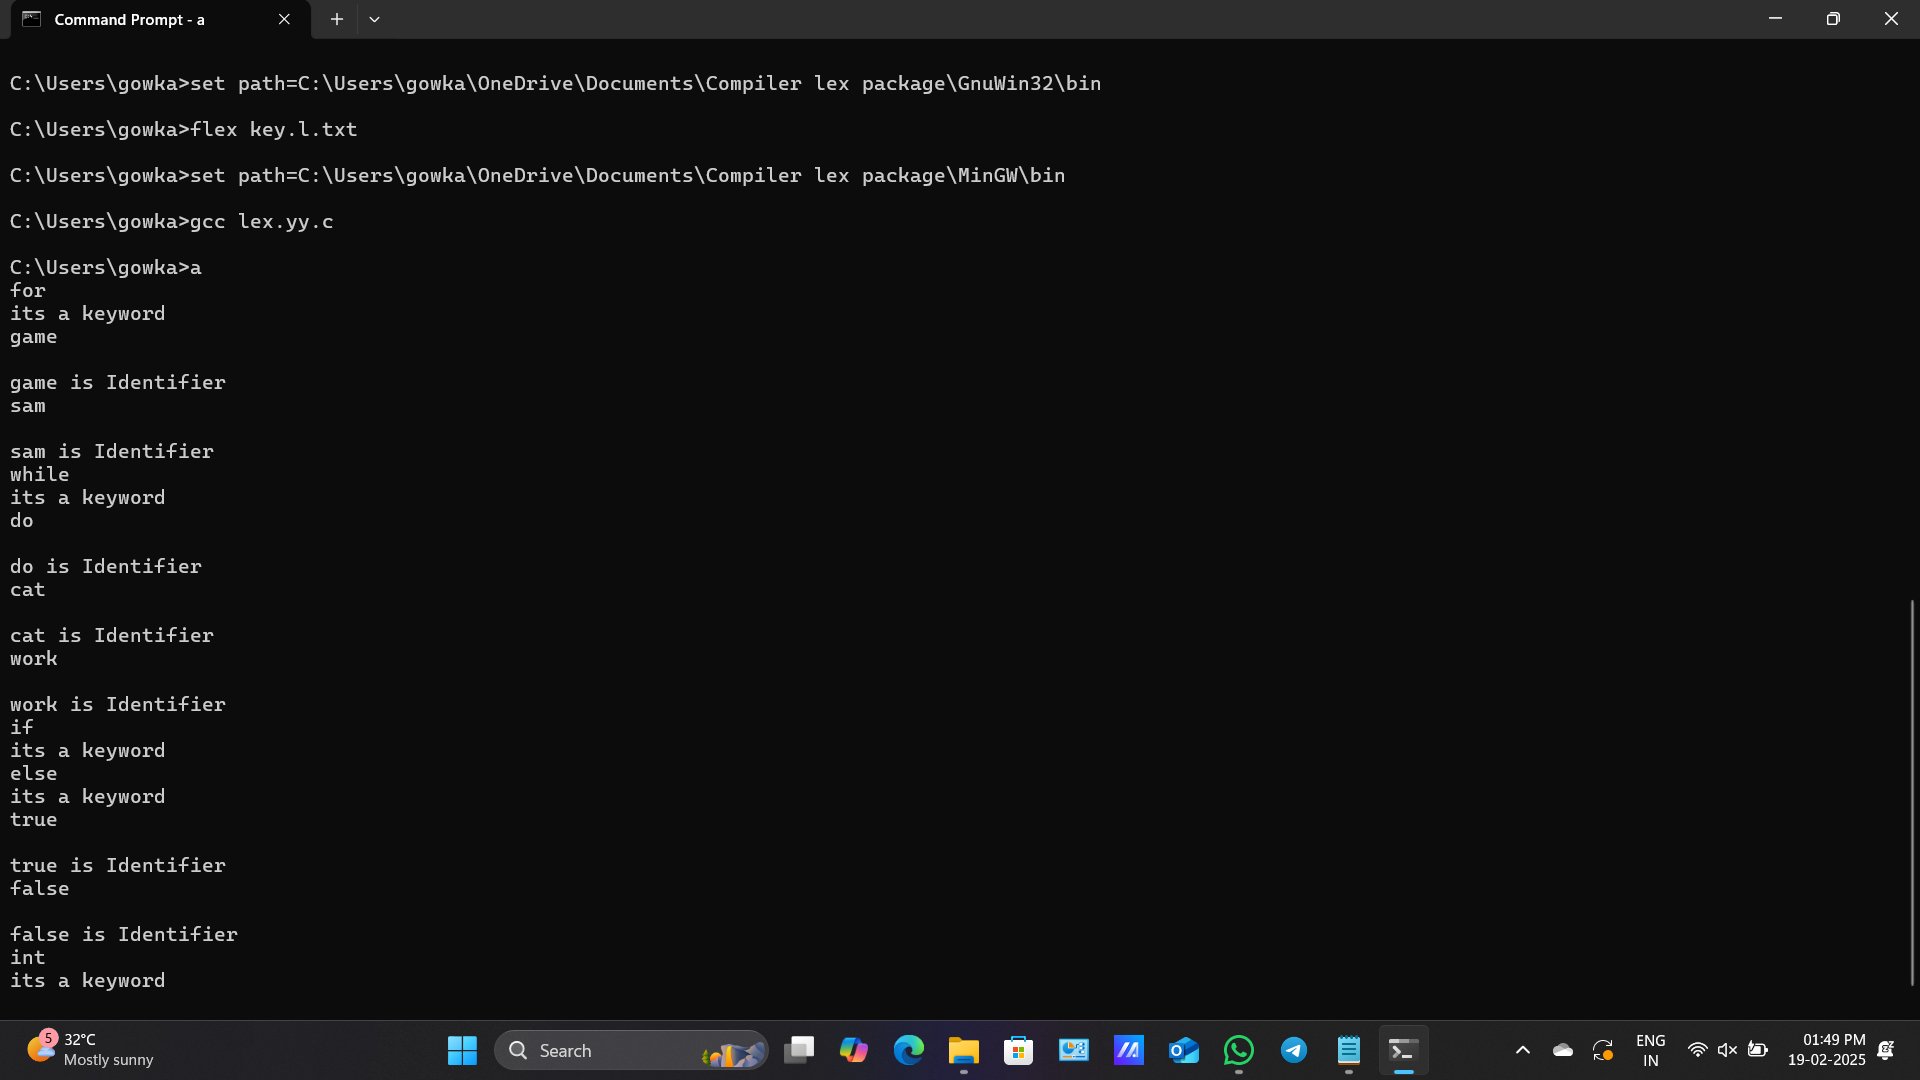 Command Prompt - a
C:\Users\gowka>set path=C:\Users\gowka\OneDrive\Documents\Compiler lex package\GnuWin32\bin
C:\Users\gowka>flex key.l.txt
C:\Users\gowka>set path=C:\Users\gowka\OneDrive\Documents\Compiler lex package\MinGW\bin
C:\Users\gowka>gcc lex.yy.c
C:\Users\gowka>a
for
its a keyword
game
game is Identifier
sam
sam is Identifier
while
its a keyword
do
do is Identifier
cat
cat is Identifier
work
work is Identifier
if
its a keyword
else
its a keyword
true
true is Identifier
false
false is Identifier
int
its a keyword
5
32°C
Mostly sunny
Search
ENG
IN
01:49 PM
19-02-2025